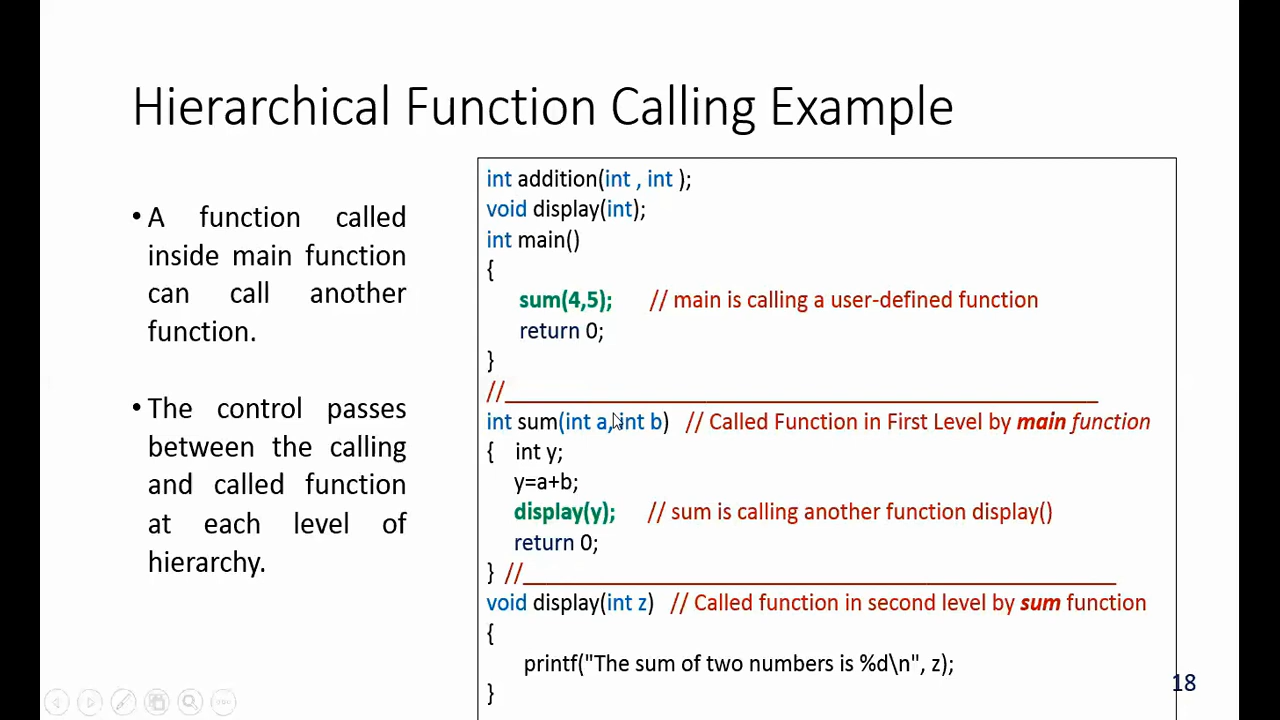 Hierarchical Function Calling Example
• A function called
inside main function
can call another
function.
• The control passes
between the calling
and called function
at each level of
hierarchy.
int addition(int , int );
void display(int);
int main()
{
sum(4,5); // main is calling a user-defined function
return 0;
}
//______________________________________________
int sum(int a, int b) // Called Function in First Level by main function
{ int y;
y=a+b;
display(y); // sum is calling another function display()
return 0;
} //______________________________________________
void display(int z) // Called function in second level by sum function
{
printf("The sum of two numbers is %d\n", z);
}
18